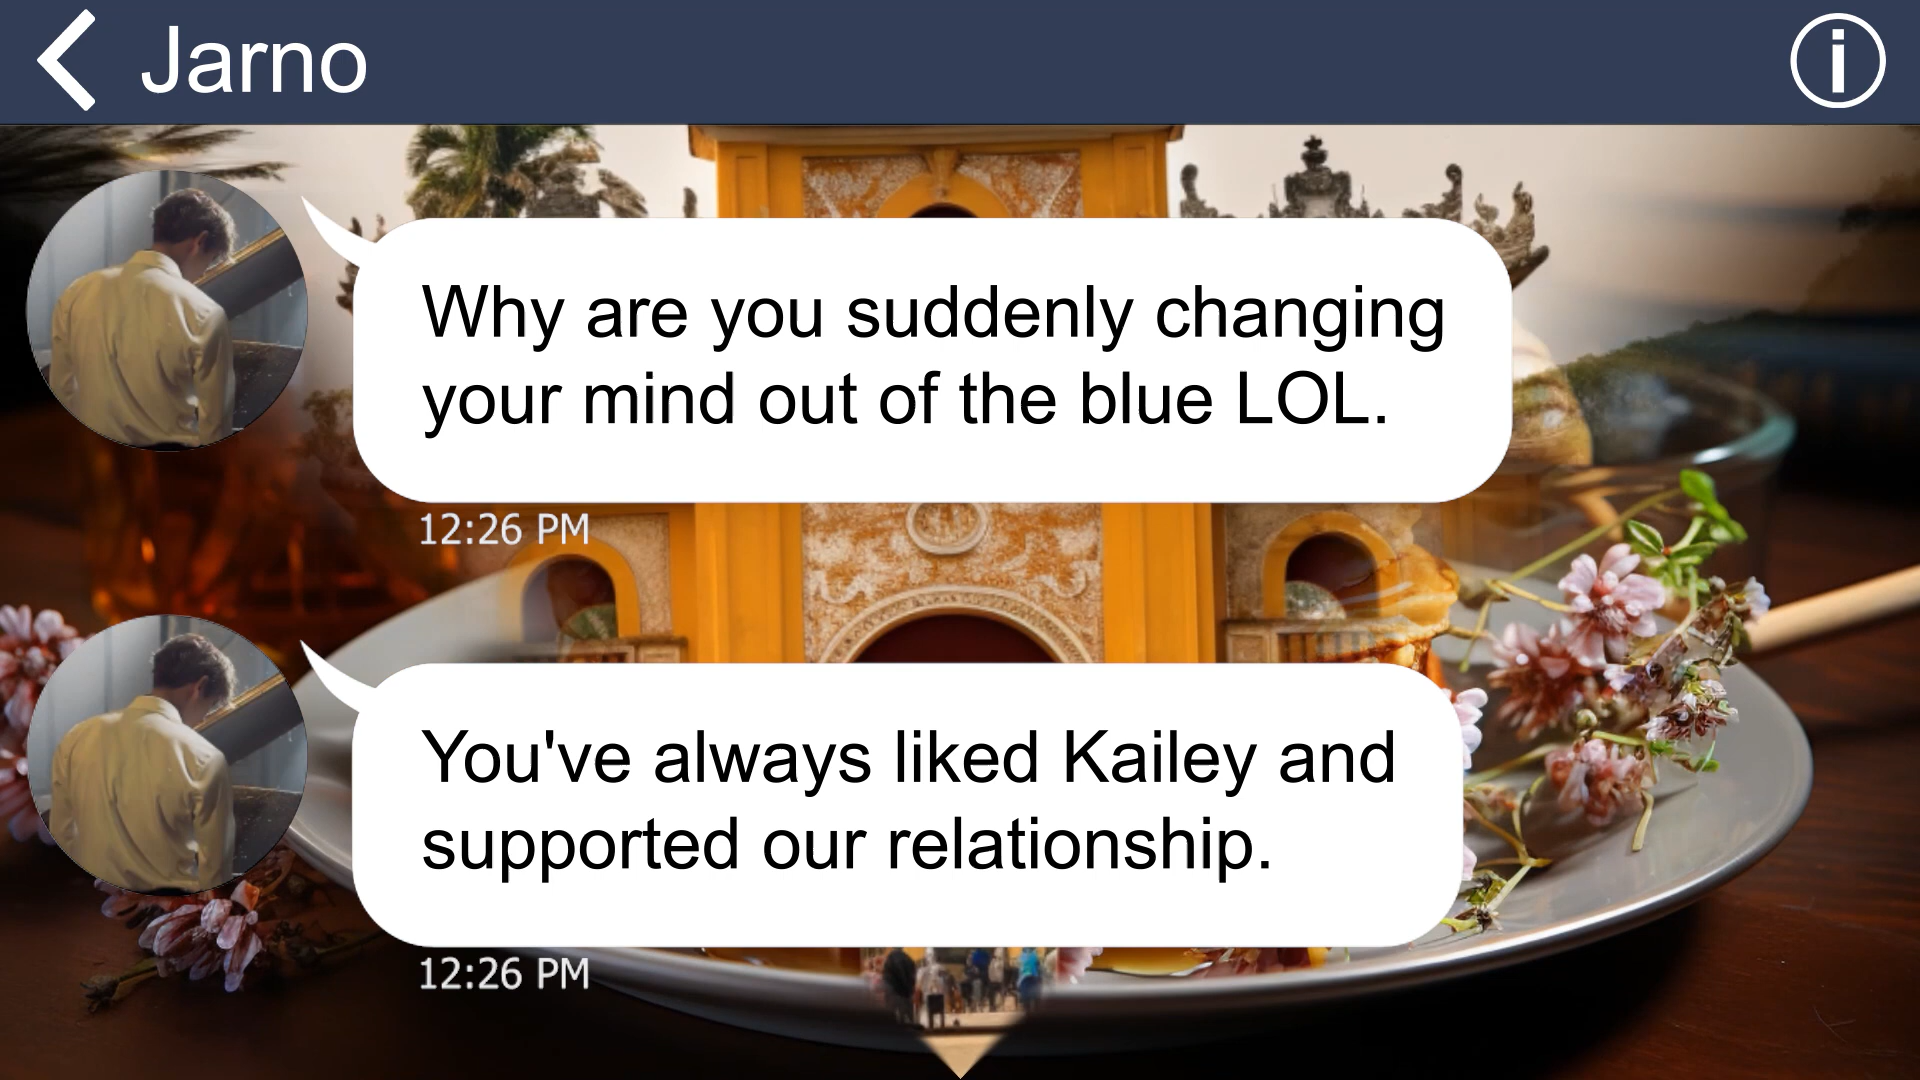 Jarno
Why are you suddenly changing
your mind out of the blue LOL.
12:26 PM
You've always liked Kailey and
supported our relationship.
12:26 PM